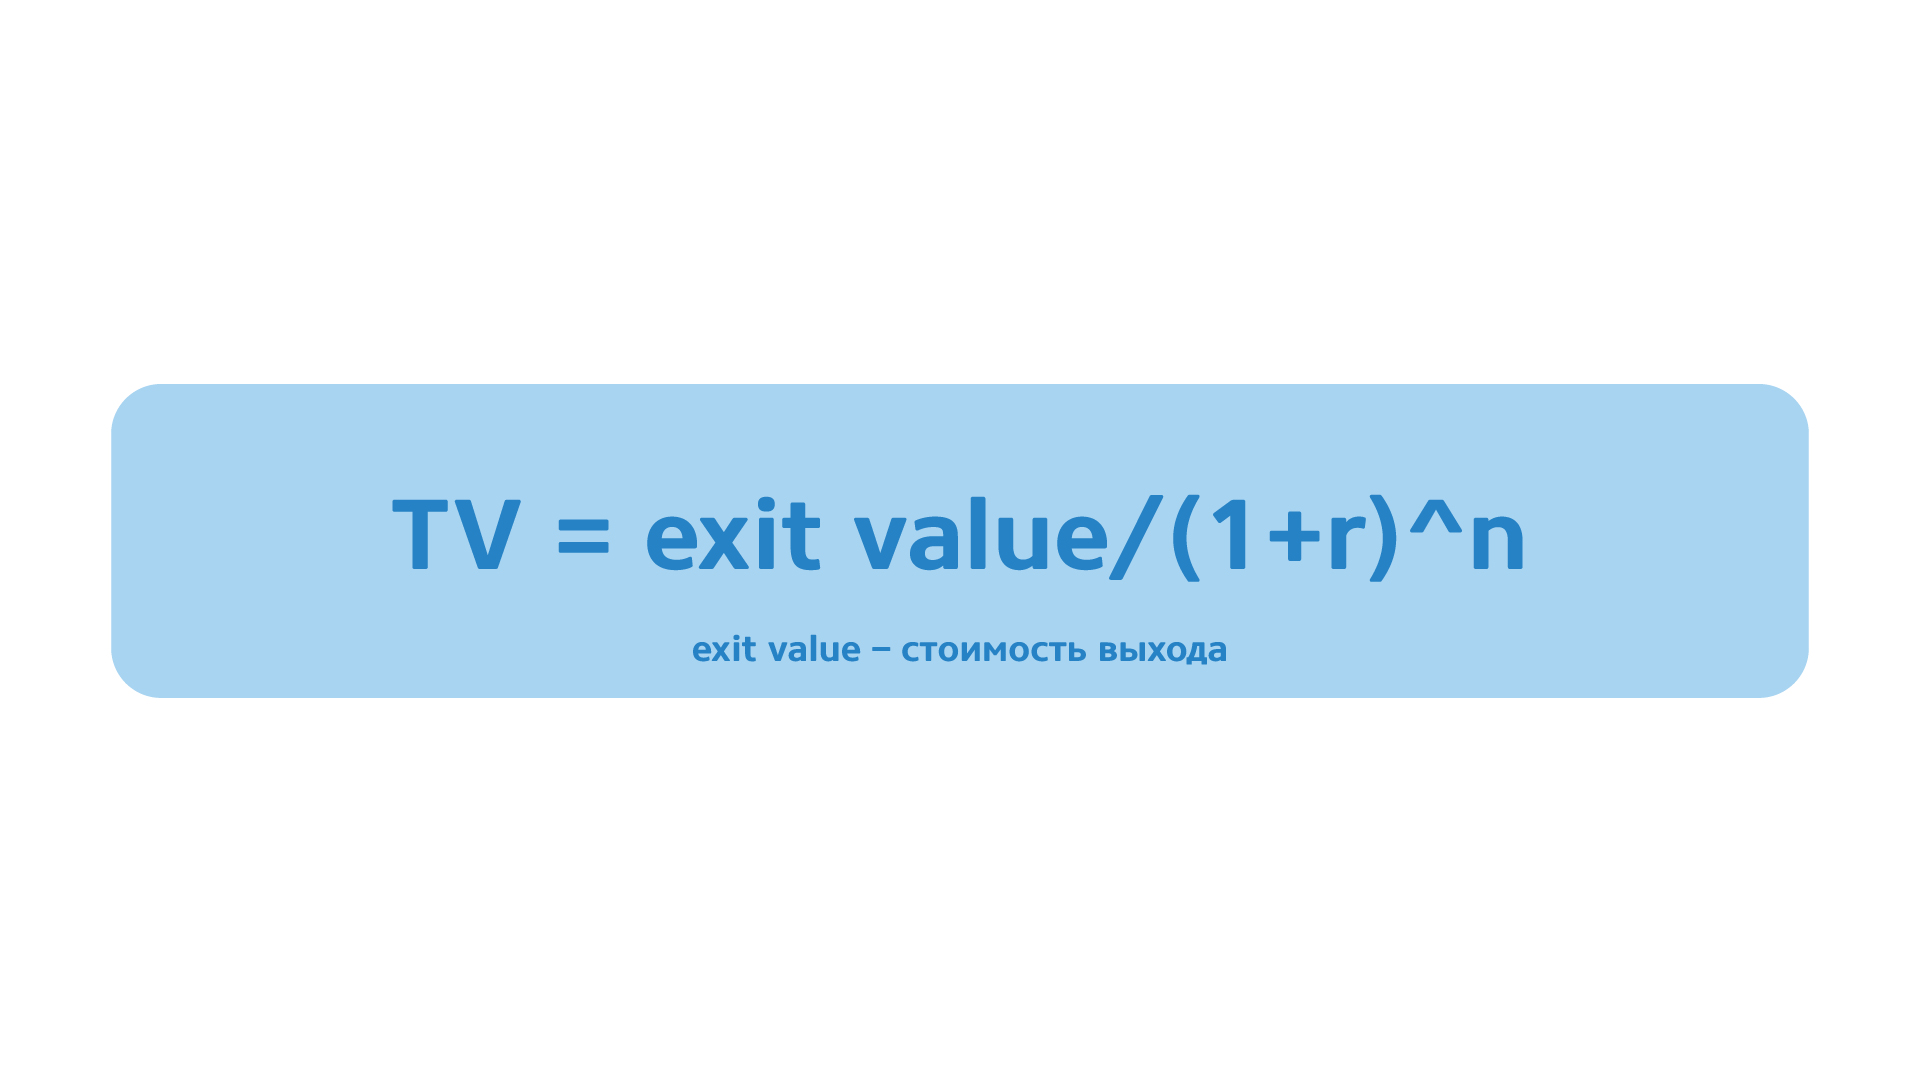 TV = exit value/(1+r)^n
exit value – стоимость выхода